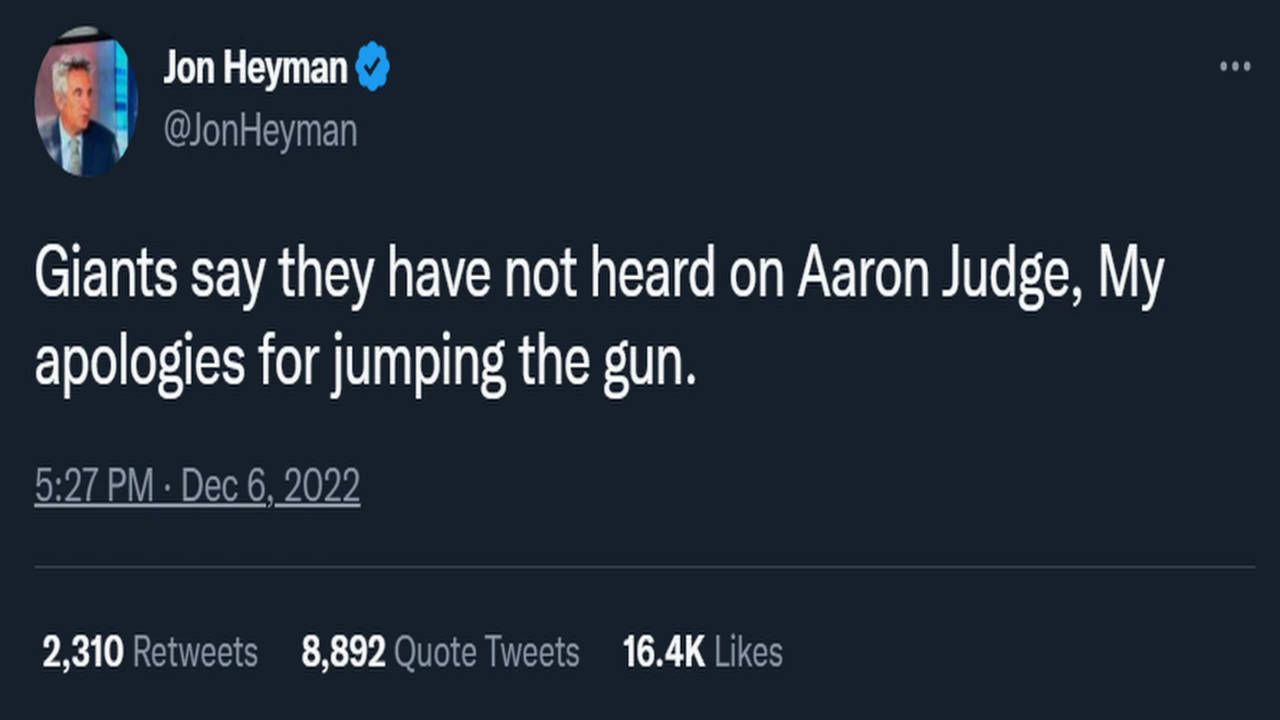 Jon Heyman
@JonHeyman
Giants say they have not heard on Aaron Judge, My
apologies for jumping the gun.
5:27 PM · Dec 6, 2022
2,310 Retweets 8,892 Quote Tweets 16.4K Likes